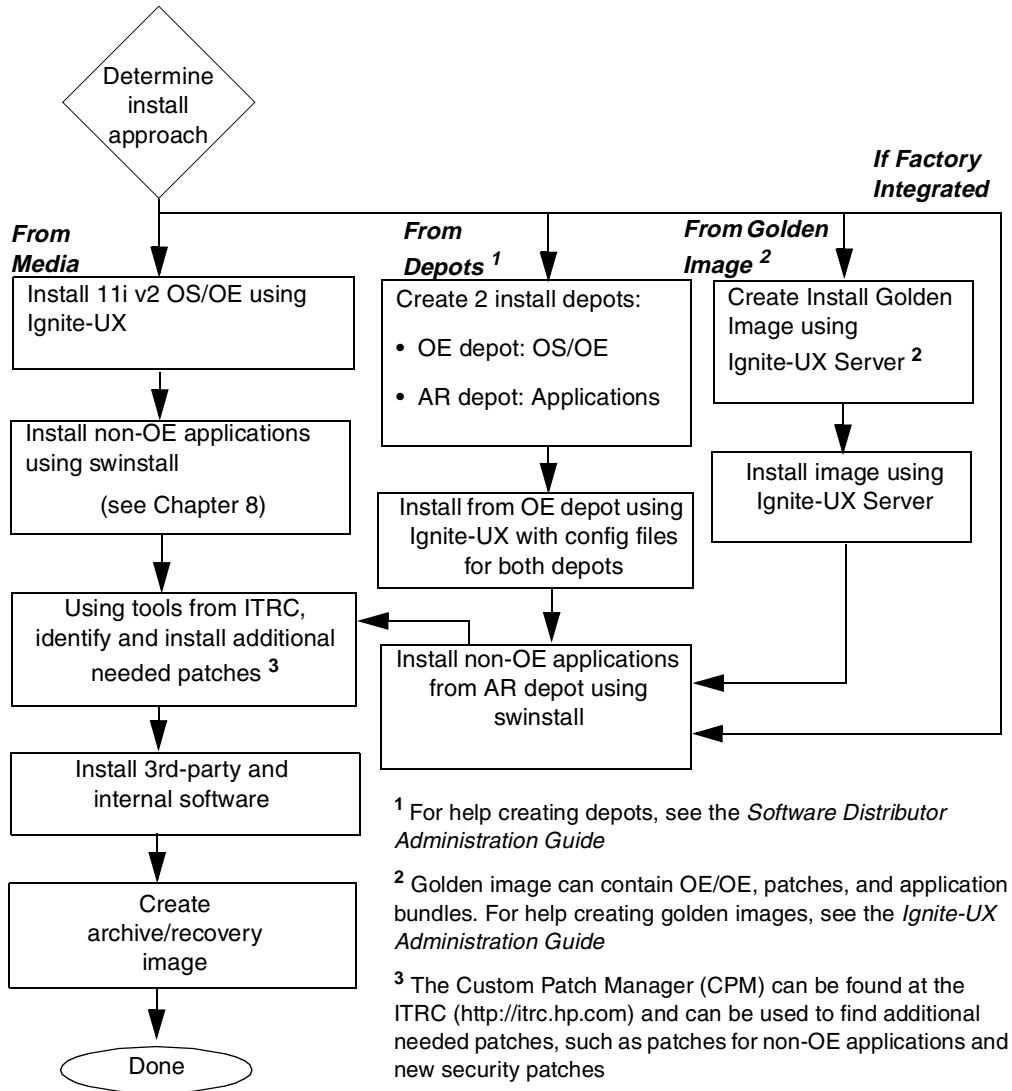 Determine
install
approach
If Factory
Integrated
From
Media
From
Depots 1
From Golden
Image 2
Install 11i v2 OS/OE using
Ignite-UX
Create 2 install depots:
• OE depot: OS/OE
• AR depot: Applications
Create Install Golden
Image using
Ignite-UX Server 2
Install non-OE applications
using swinstall
(see Chapter 8)
Install image using
Ignite-UX Server
Install from OE depot using
Ignite-UX with config files
for both depots
Using tools from ITRC,
identify and install additional
needed patches 3
Install non-OE applications
from AR depot using
swinstall
Install 3rd-party and
internal software
Create
archive/recovery
image
Done
1 For help creating depots, see the Software Distributor
Administration Guide
2 Golden image can contain OE/OE, patches, and application
bundles. For help creating golden images, see the Ignite-UX
Administration Guide
3 The Custom Patch Manager (CPM) can be found at the
ITRC (http://itrc.hp.com) and can be used to find additional
needed patches, such as patches for non-OE applications and
new security patches